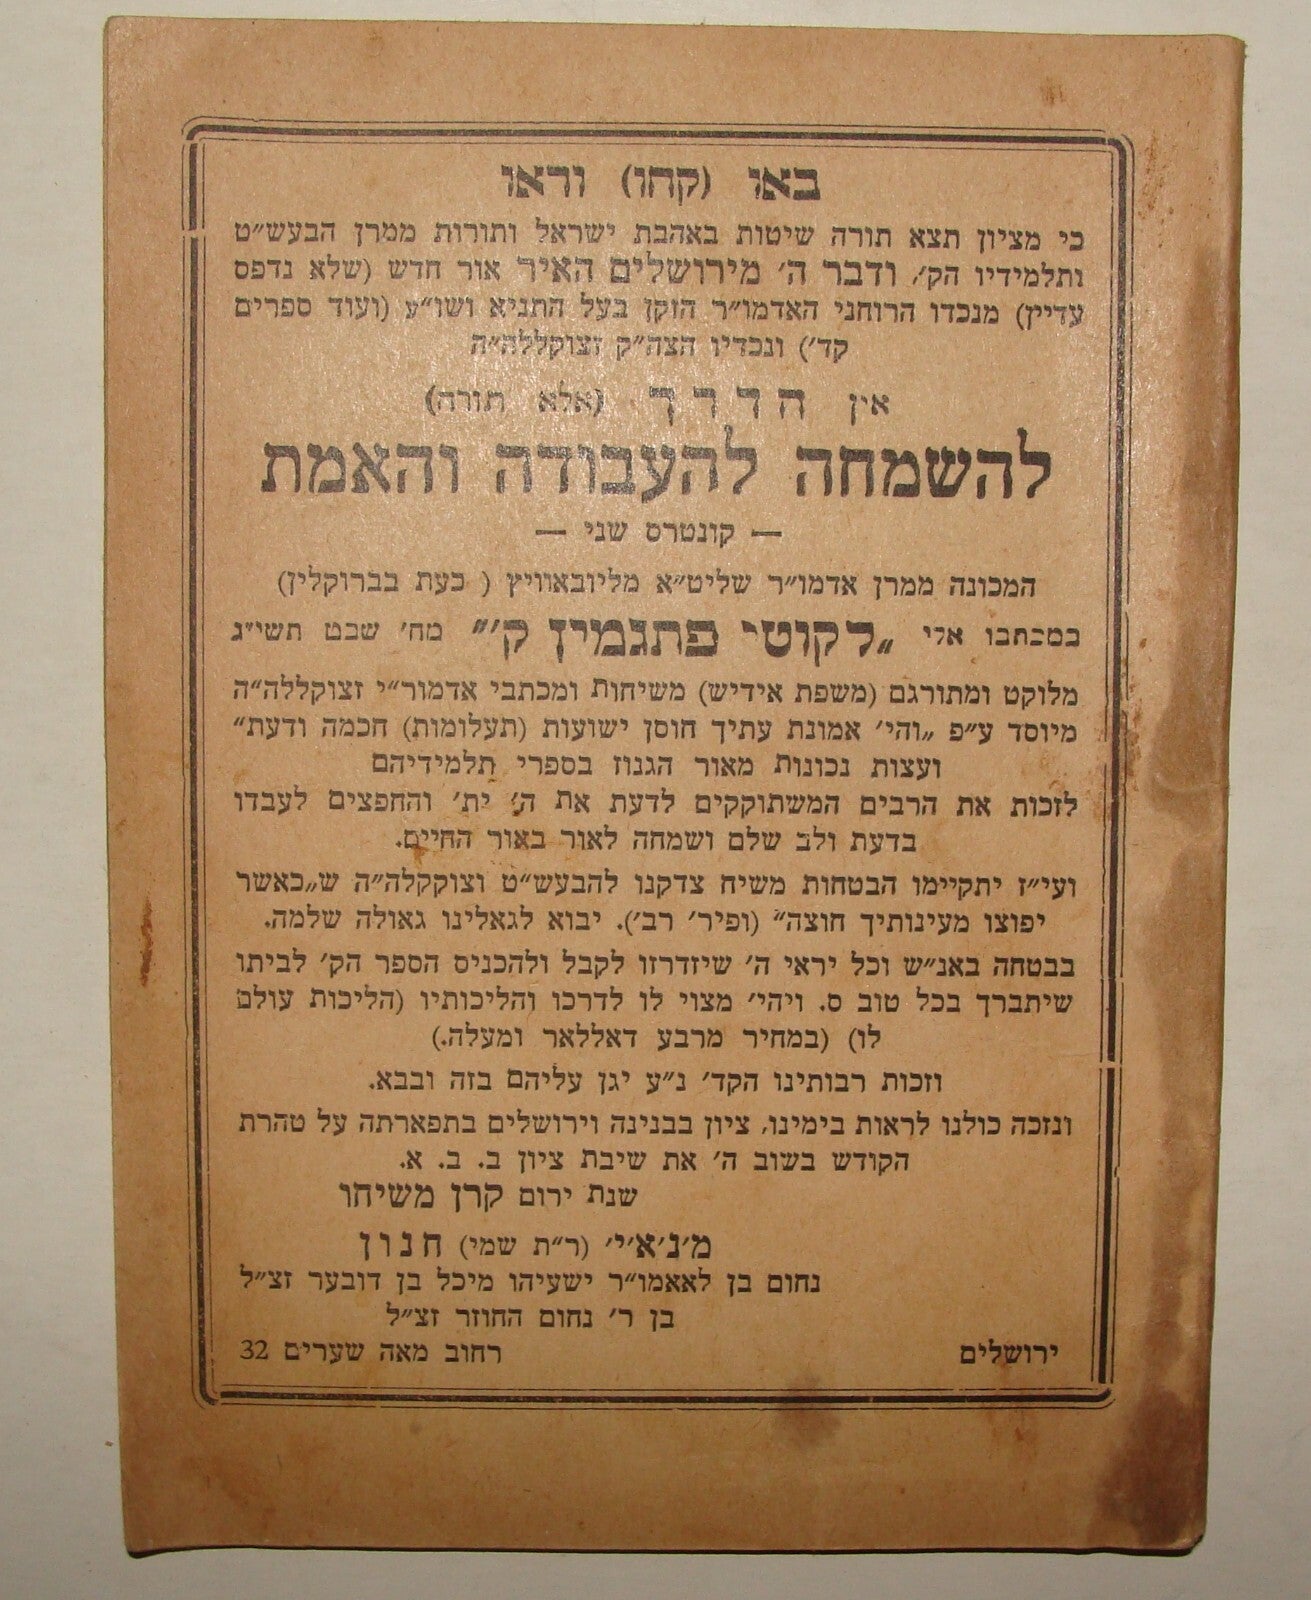 באו (קחו) וראו
כי מציון תצא תורה שיטות באהבת ישראל ותורות ממרן הבעש״ט
ותלמידיו הק׳, ודבר ה׳ מירושלים האיר אור חדש (שלא נדפס
עדיין) מנכדו הרוחני האדמו״ר הזקן בעל התניא ושו״ע (ועוד ספרים
קד׳) ונכדיו הצה״ק זצוקללה״ה
אין הדרך (אלא תורה)
להשמחה להעבודה והאמת
— קונטרס שני —
המכונה ממרן אדמו״ר שליט״א מליובאוויץ ( כעת בברוקלין)
במכתבו אלי „לקוטי פתגמין ק׳״ מח׳ שבט תשי״ג
מלוקט ומתורגם (משפת אידיש) משיחות ומכתבי אדמור״י זצוקללה״ה
מיוסד ע״פ „והי׳ אמונת עתיך חוסן ישועות (תעלומות) חכמה ודעת״
ועצות נכונות מאור הגנוז בספרי תלמידיהם
לזכות את הרבים המשתוקקים לדעת את ה׳ ית׳ והחפצים לעבדו
בדעת ולב שלם ושמחה לאור באור החיים.
ועי״ז יתקיימו הבטחות משיח צדקנו להבעש״ט וצוקקלה״ה ש„כאשר
יפוצו מעינותיך חוצה״ (ופיר׳ רב׳). יבוא לגאלינו גאולה שלמה.
בבטחה באנ״ש וכל יראי ה׳ שיזדרזו לקבל ולהכניס הספר הק׳ לביתו
שיתברך בכל טוב ס. ויהי׳ מצוי לו לדרכו והליכותיו (הליכות עולם
לו) (במחיר מרבע דאללאר ומעלה.)
וזכות רבותינו הקד׳ נ״ע יגן עליהם בזה ובבא.
ונזכה כולנו לראות בימינו, ציון בבנינה וירושלים בתפארתה על טהרת
הקודש בשוב ה׳ את שיבת ציון ב. ב. א.
שנת ירום קרן משיחו
מ׳נ׳א׳י׳ (ר״ת שמי) חנון
נחום בן לאאמו״ר ישעיהו מיכל בן דובער זצ״ל
בן ר׳ נחום החוזר זצ״ל
ירושלים רחוב מאה שערים 32